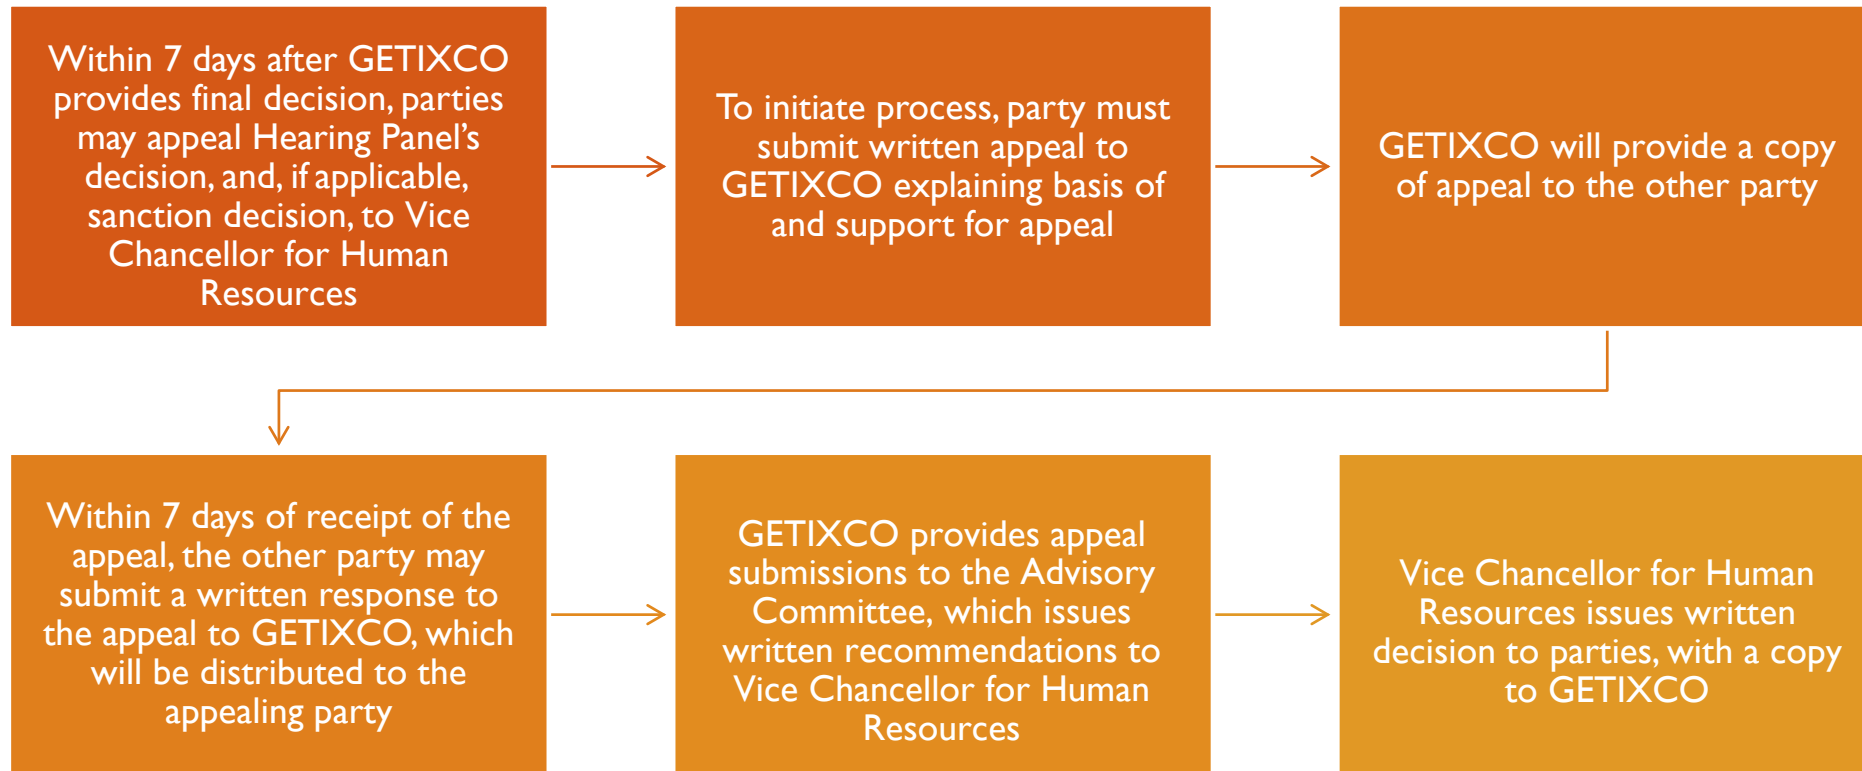 Within 7 days after GETIXCO
provides final decision, parties
may appeal Hearing Panel's
decision, and, if applicable,
sanction decision, to Vice
Chancellor for Human
Resources
To initiate process, party must
submit written appeal to
GETIXCO explaining basis of
and support for appeal
GETIXCO will provide a copy
of appeal to the other party
Within 7 days of receipt of the
appeal, the other party may
submit a written response to
the appeal to GETIXCO, which
will be distributed to the
appealing party
GETIXCO provides appeal
submissions to the Advisory
Committee, which issues
written recommendations to
Vice Chancellor for Human
Resources
Vice Chancellor for Human
Resources issues written
decision to parties, with a copy
to GETIXCO